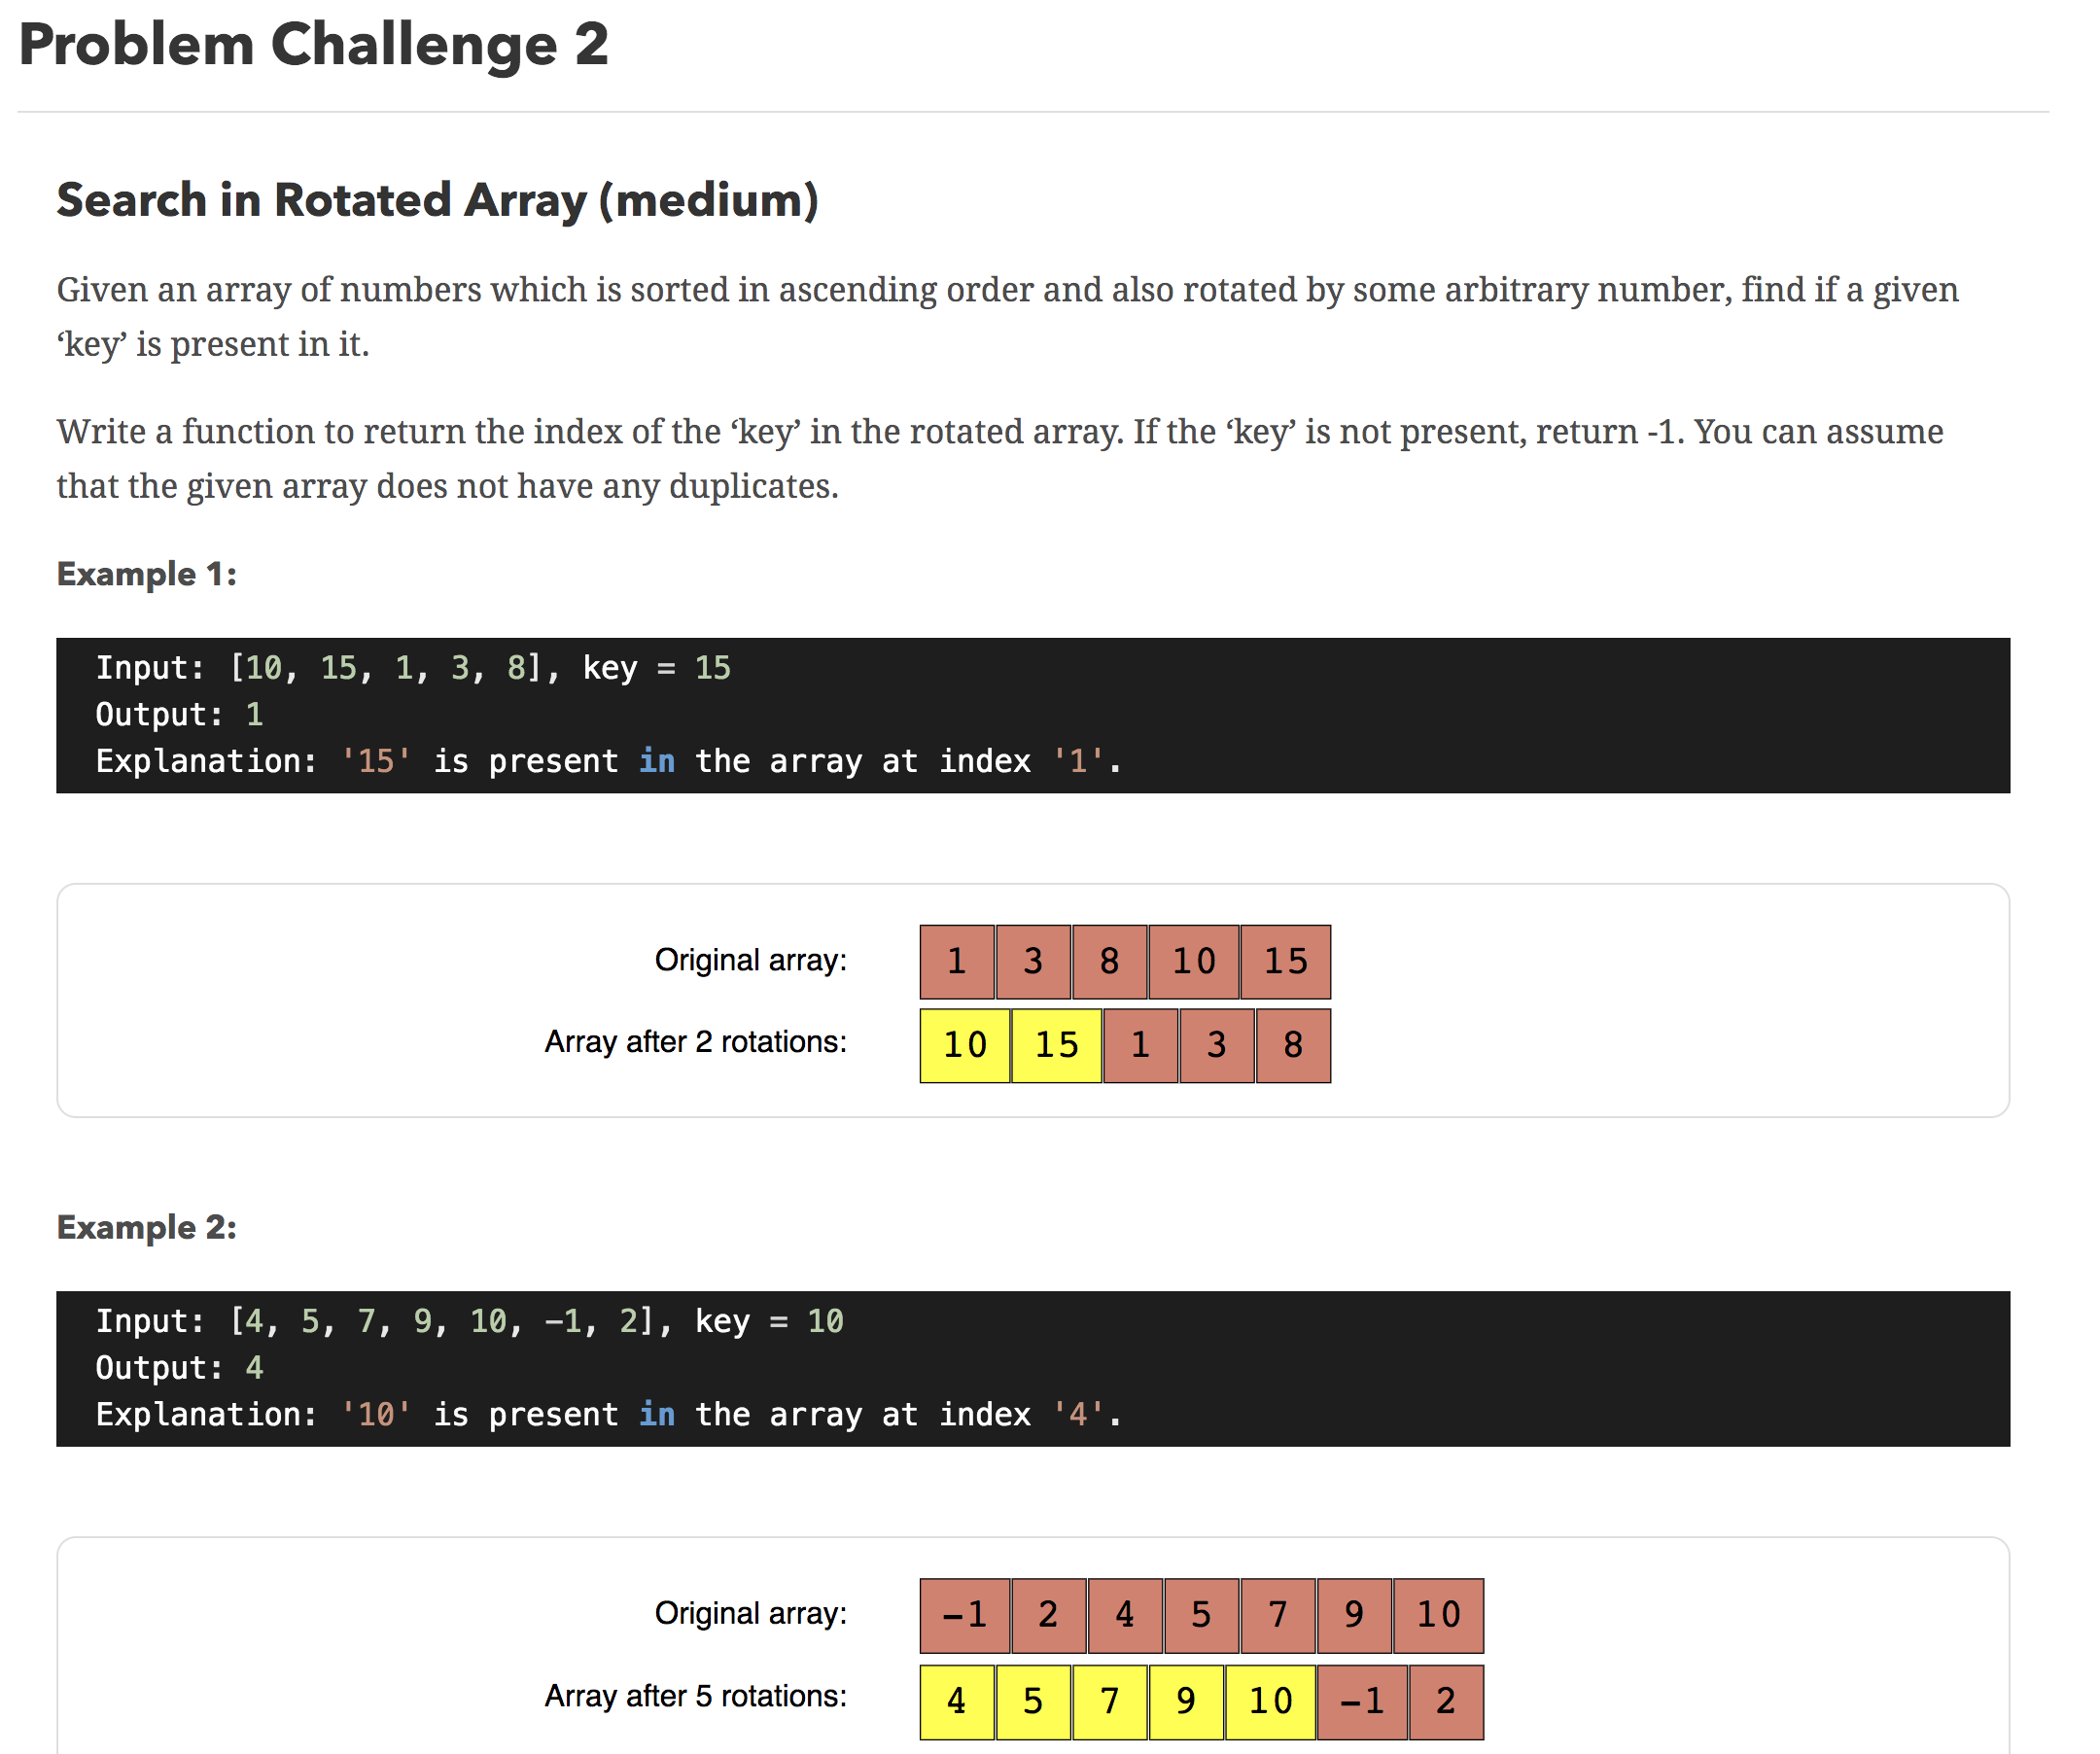 Problem Challenge 2
Search in Rotated Array (medium)
Given an array of numbers which is sorted in ascending order and also rotated by some arbitrary number, find if a given
‘key’ is present in it.
Write a function to return the index of the ‘key’ in the rotated array. If the ‘key’ is not present, return -1. You can assume
that the given array does not have any duplicates.
Example 1:
Input: [10, 15, 1, 3, 8], key = 15
Output: 1
Explanation: '15' is present in the array at index '1'.
Original array: 1 3 8 10 15
Array after 2 rotations: 10 15 1 3 8
Example 2:
Input: [4, 5, 7, 9, 10, −1, 2], key = 10
Output: 4
Explanation: '10' is present in the array at index '4'.
Original array: −1 2 4 5 7 9 10
Array after 5 rotations: 4 5 7 9 10 −1 2